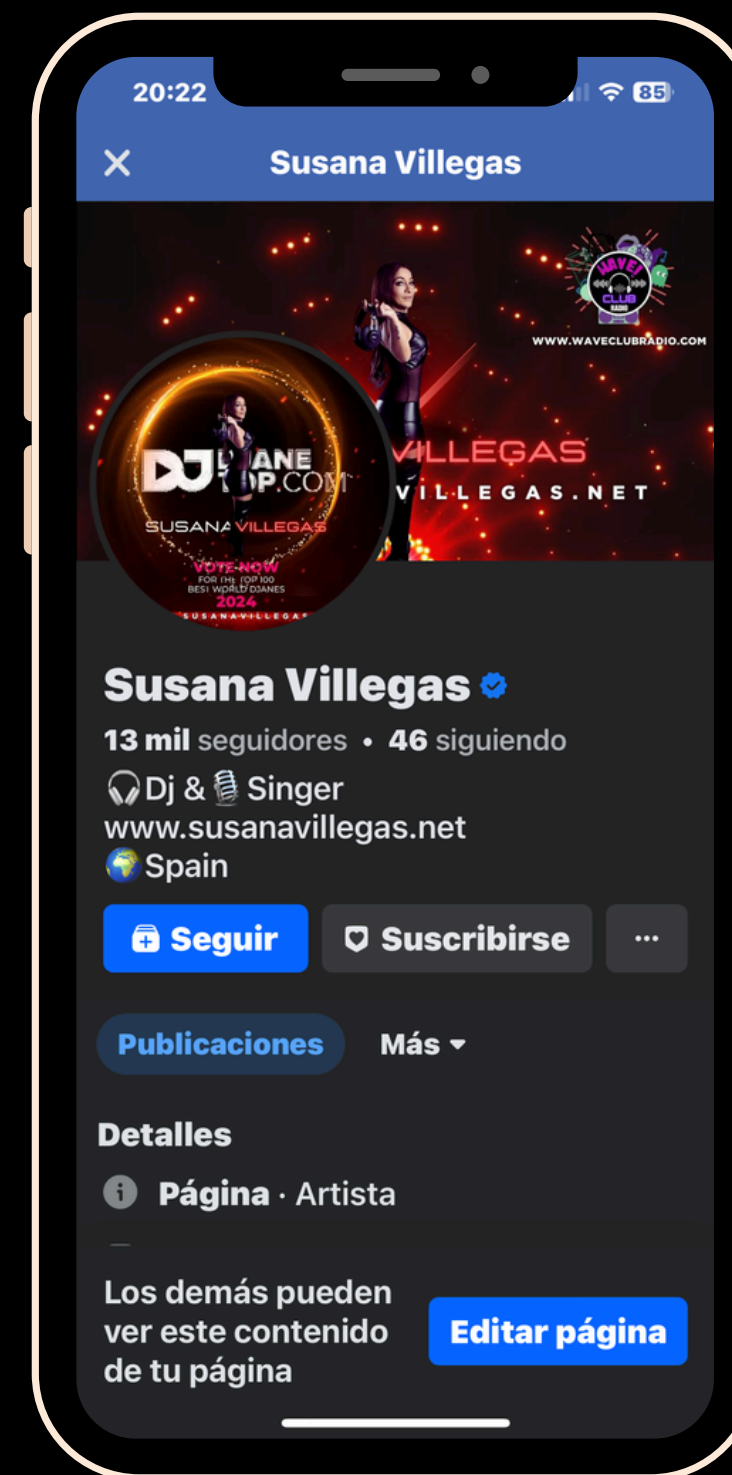 20:22
85
Susana Villegas
WAVE!
CLUB
RADIO
WWW.WAVECLUBRADIO.COM
VILLEGAS
VILLEGAS.NET
DJ ANE
TOP.COM
SUSANA VILLEGAS
VOTE NOW
FOR THE TOP 100
BEST WORLD DJANES
2024
SUSANAVILLEGAS
Susana Villegas
13 mil seguidores • 46 siguiendo
🎧Dj & 🎙Singer
www.susanavillegas.net
🌍Spain
Seguir
Suscribirse
...
Publicaciones
Más
Detalles
Página · Artista
Los demás pueden
ver este contenido
de tu página
Editar página